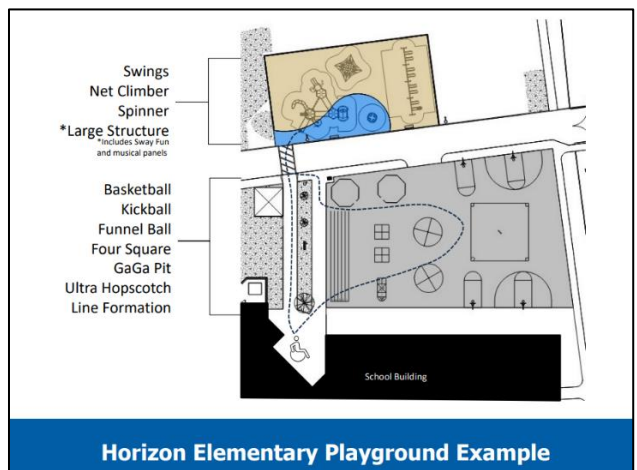 Swings
Net Climber
Spinner
*Large Structure
*Includes Sway Fun
and musical panels
Basketball
Kickball
Funnel Ball
Four Square
GaGa Pit
Ultra Hopscotch
Line Formation
School Building
Horizon Elementary Playground Example